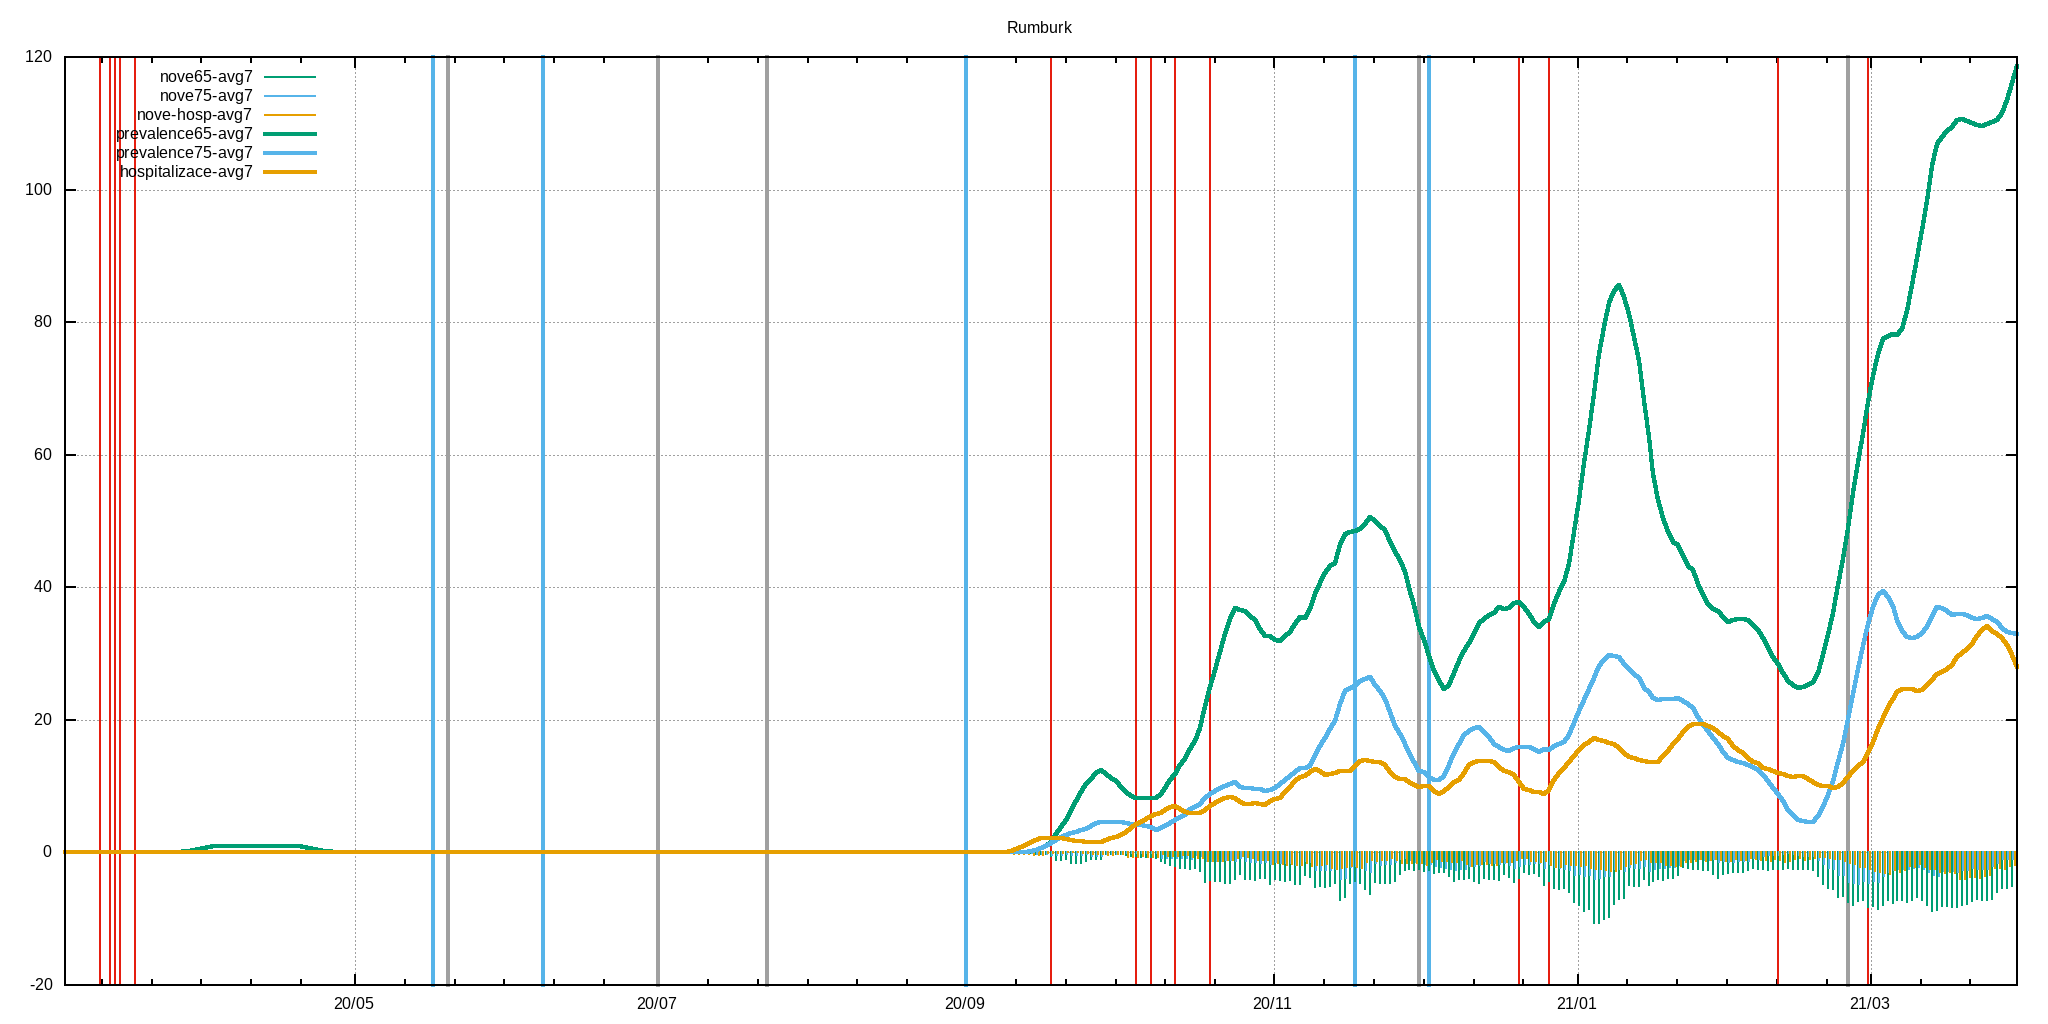 Rumburk
120
nove65-avg7
nove75-avg7
nove-hosp-avg7
prevalence65-avg7
prevalence75-avg7
hospitalizace-avg7
100
80
60
40
20
0
-20
20/05 20/07 20/09 20/11 21/01 21/03